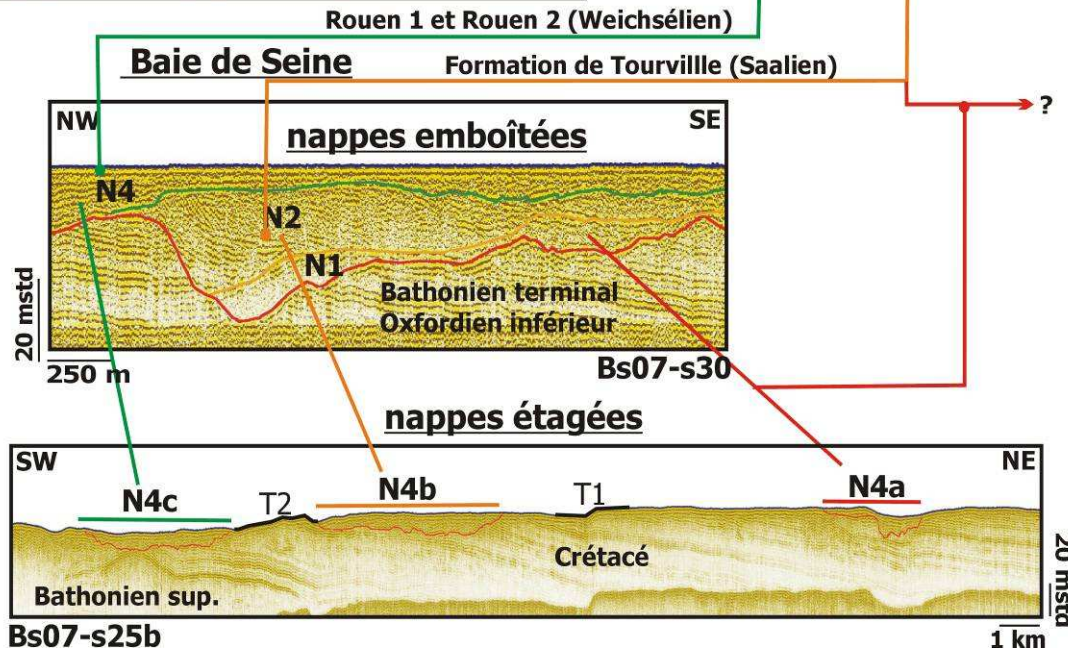 Rouen 1 et Rouen 2 (Weichsélien)
Baie de Seine
Formation de Tourvillle (Saalien)
?
NW
SE
nappes emboîtées
N4
N2
N1
Bathonien terminal
Oxfordien inférieur
20 mstd
250 m
Bs07-s30
nappes étagées
SW
NE
N4c
T2
N4b
T1
N4a
Crétacé
Bathonien sup.
20 mstd
Bs07-s25b
1 km